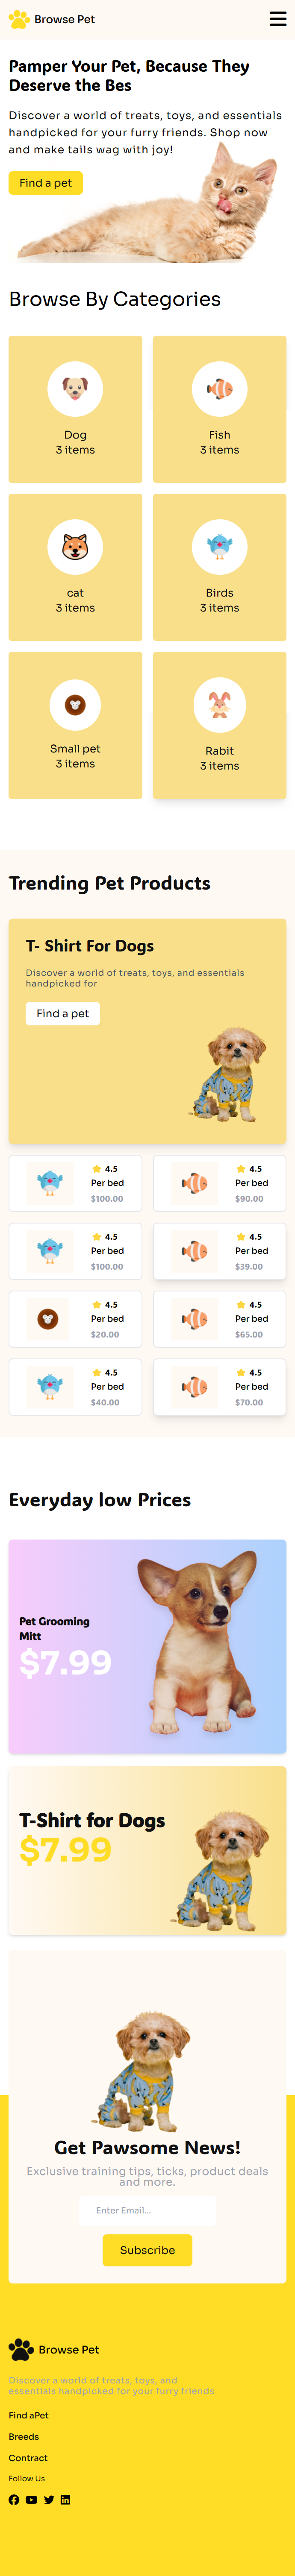 Browse Pet
Pamper Your Pet, Because They
Deserve the Bes
Discover a world of treats, toys, and essentials
handpicked for your furry friends. Shop now
and make tails wag with joy!
Find a pet
Browse By Categories
Dog
3 items
Fish
3 items
cat
3 items
Birds
3 items
Small pet
3 items
Rabit
3 items
Trending Pet Products
T- Shirt For Dogs
Discover a world of treats, toys, and essentials
handpicked for
Find a pet
4.5
Per bed
$100.00
4.5
Per bed
$90.00
4.5
Per bed
$100.00
4.5
Per bed
$39.00
4.5
Per bed
$20.00
4.5
Per bed
$65.00
4.5
Per bed
$40.00
4.5
Per bed
$70.00
Everyday low Prices
Pet Grooming
Mitt
$7.99
T-Shirt for Dogs
$7.99
Get Pawsome News!
Exclusive training tips, ticks, product deals
and more.
Enter Email...
Subscribe
Browse Pet
Discover a world of treats, toys, and
essentials handpicked for your furry friends
Find aPet
Breeds
Contract
Follow Us